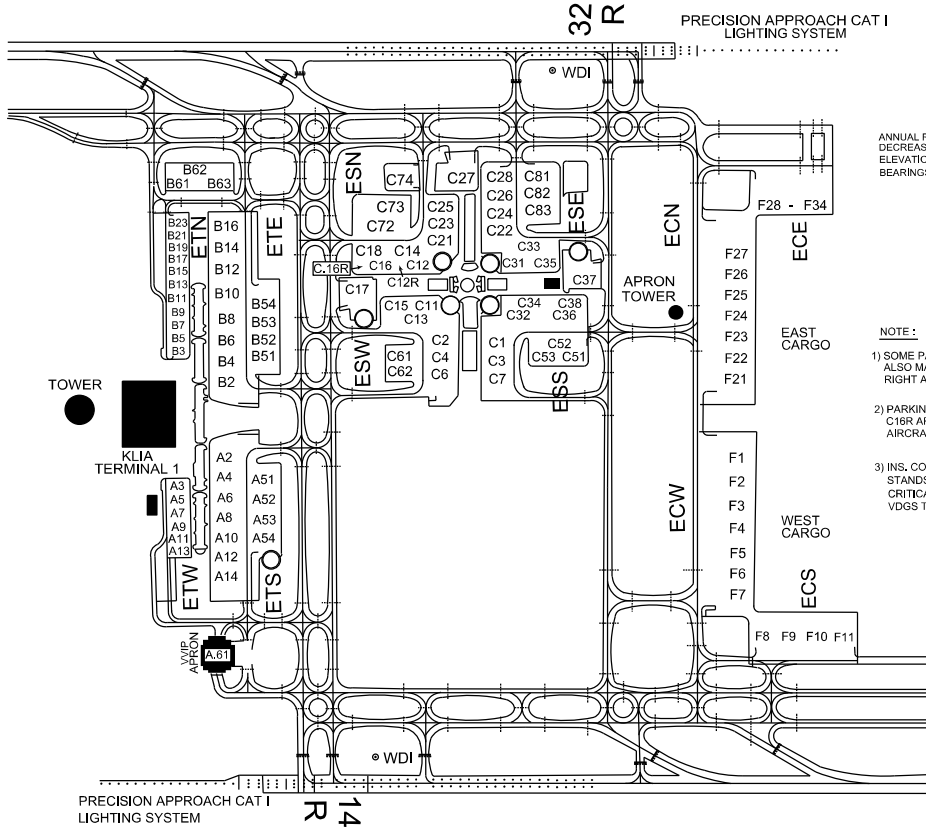 32
R
PRECISION APPROACH CAT I
LIGHTING SYSTEM
WDI
B62
B61 B63
ESN
C74
C27
C28
C26
C24
C22
C81
C82
C83
ESE
ECN
F28 - F34
ECE
C73
C72
C25
C23
C21
B23
B21
B19
B17
B15
B13
B11
B9
B7
B5
B3
ETN
B16
B14
B12
B10
B8
B6
B4
B2
ETE
B54
B53
B52
B51
C18 C14
C.16R C16 C12
C12R
C17
C33
C31 C35
C37
APRON
TOWER
F27
F26
F25
F24
F23
F22
F21
EAST
CARGO
C15 C11
C13
C34 C38
C32 C36
C2
C4
C6
C1
C3
C7
C52
C53 C51
ESW
C61
C62
ESS
NOTE :
TOWER
KLIA
TERMINAL 1
A3
A5
A7
A9
A11
A13
A2
A4
A6
A8
A10
A12
A14
A51
A52
A53
A54
ETW
ETS
ECW
F1
F2
F3
F4
F5
F6
F7
WEST
CARGO
ECS
F8 F9 F10 F11
VVIP
APRON
A.61
WDI
PRECISION APPROACH CAT I
LIGHTING SYSTEM
14
R
ELEVATIO
BEARINGS
1) SOME PA
ALSO MA
RIGHT A
2) PARKIN
C16R AR
AIRCRA
3) INS. CO
STANDS
CRITICA
VDGS T